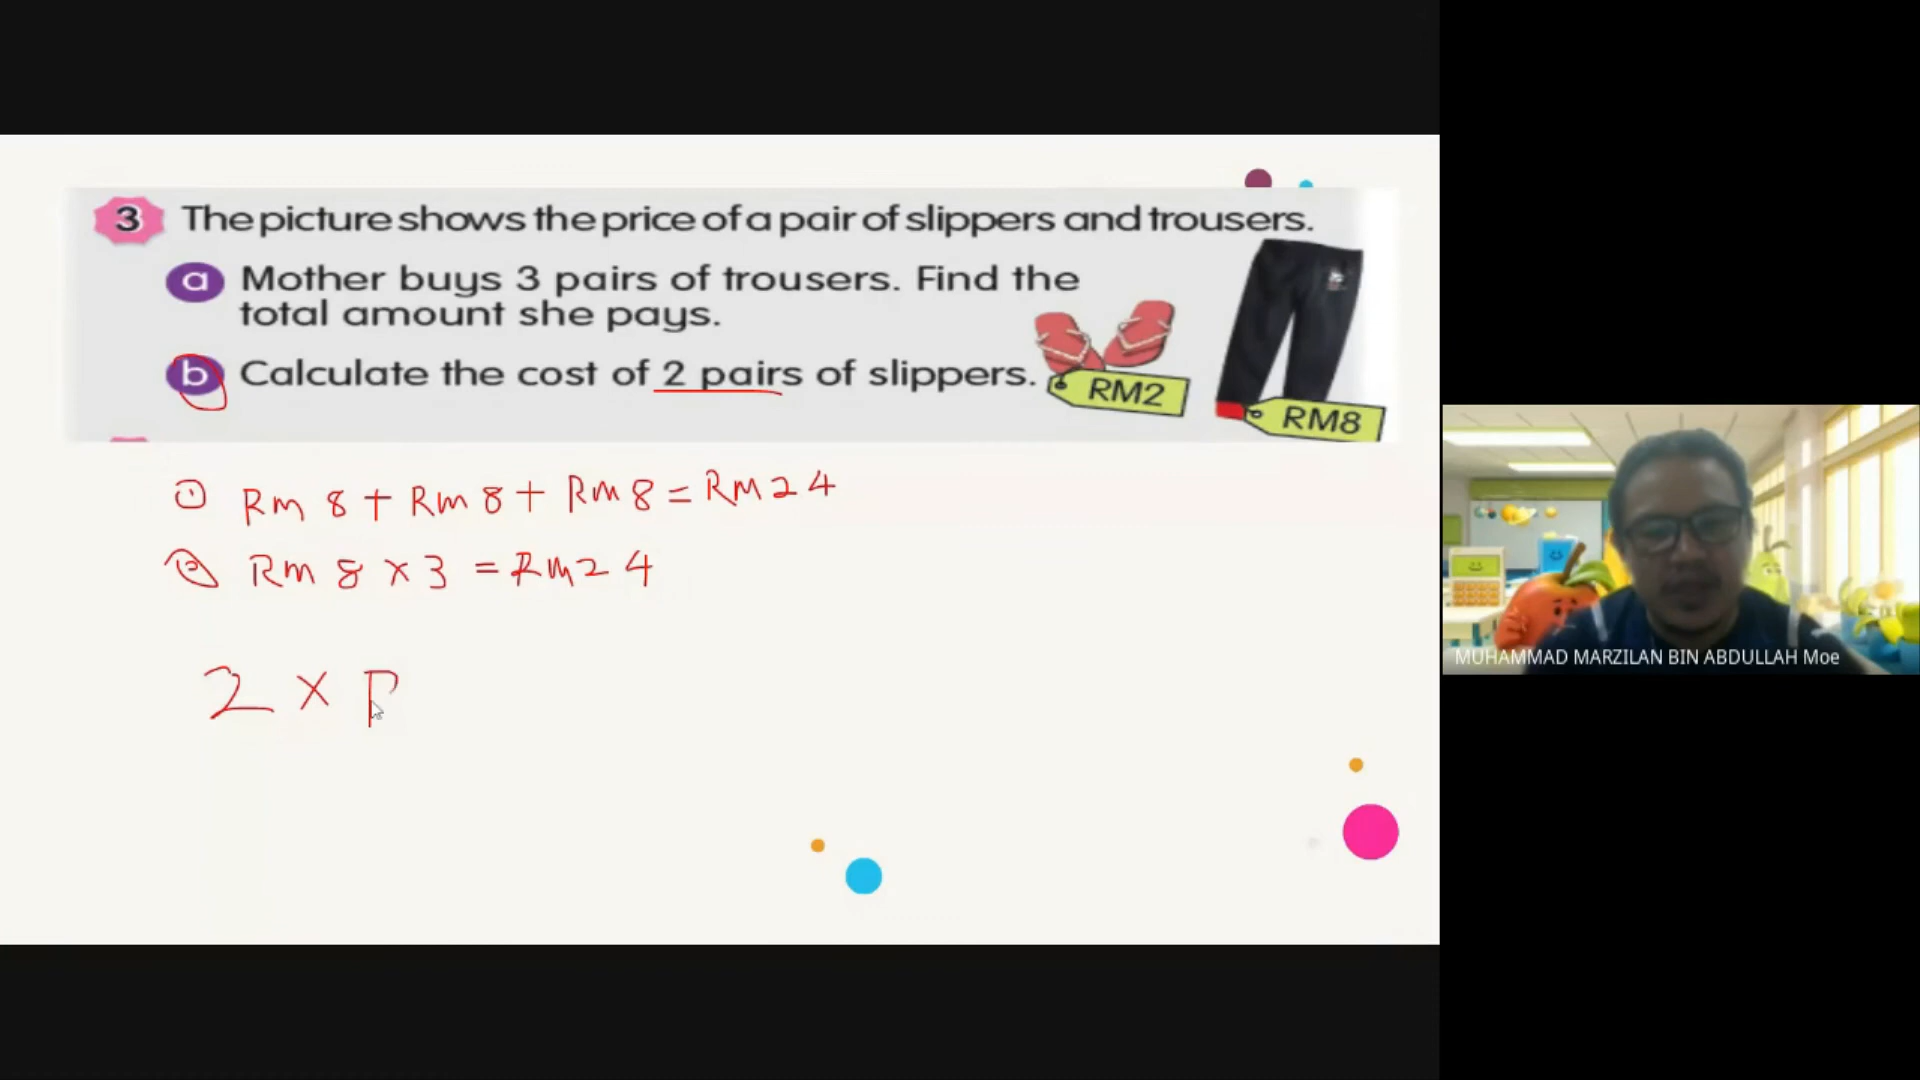 3 The picture shows the price of a pair of slippers and trousers.
a Mother buys 3 pairs of trousers. Find the
total amount she pays.
b Calculate the cost of 2 pairs of slippers.
RM2
RM8
1 Rm 8 + Rm 8 + Rm 8 = Rm 24
2 Rm 8 × 3 = Rm 24
2 ×
MUHAMMAD MARZILAN BIN ABDULLAH Moe